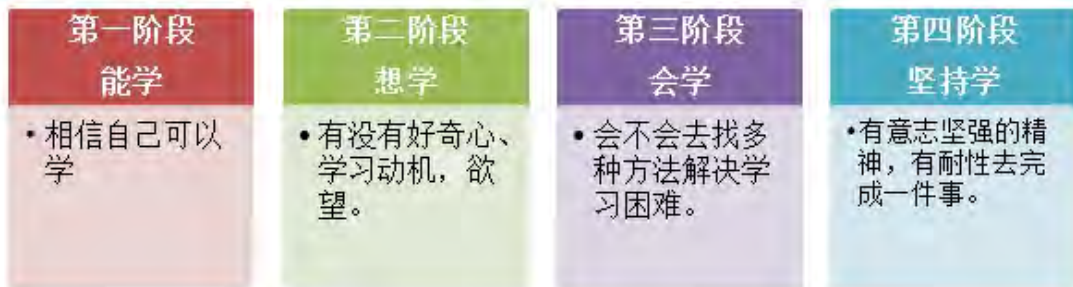 第一阶段
能学
• 相信自己可以
学
第二阶段
想学
• 有没有好奇心、
学习动机，欲
望。
第三阶段
会学
• 会不会去找多
种方法解决学
习困难。
第四阶段
坚持学
•有意志坚强的精
神，有耐性去完
成一件事。